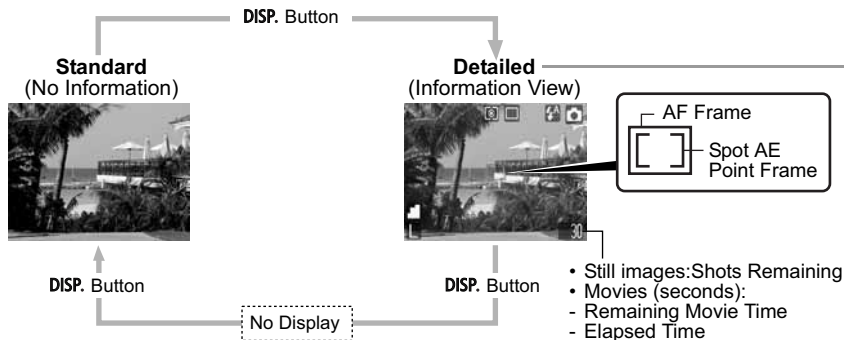 DISP. Button
Standard
(No Information)
Detailed
(Information View)
AF Frame
Spot AE
Point Frame
L
30
• Still images:Shots Remaining
• Movies (seconds):
- Remaining Movie Time
- Elapsed Time
DISP. Button
DISP. Button
No Display